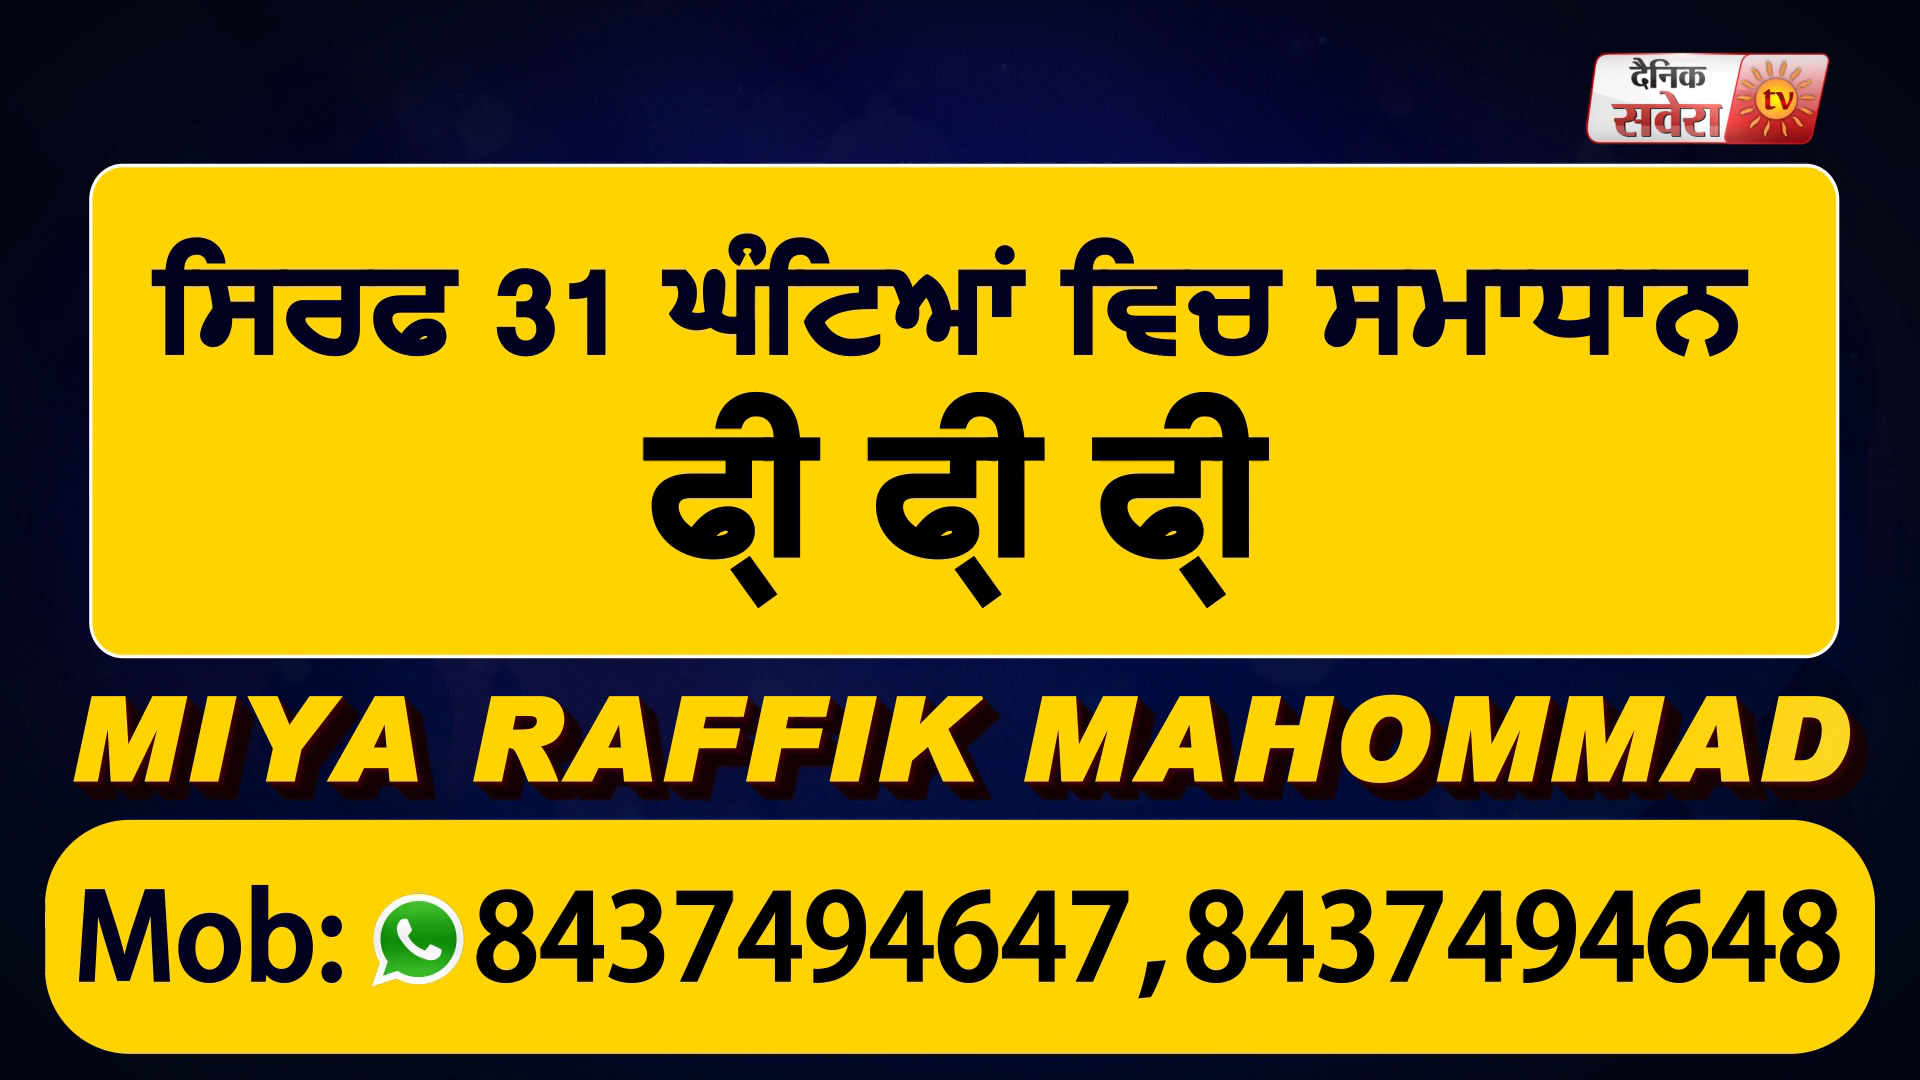 दैनिक
सवेरा tv
ਸਿਰਫ 31 ਘੰਟਿਆਂ ਵਿਚ ਸਮਾਧਾਨ
ਫ੍ਰੀ ਫ੍ਰੀ ਫ੍ਰੀ
MIYA RAFFIK MAHOMMAD
Mob: 8437494647, 8437494648